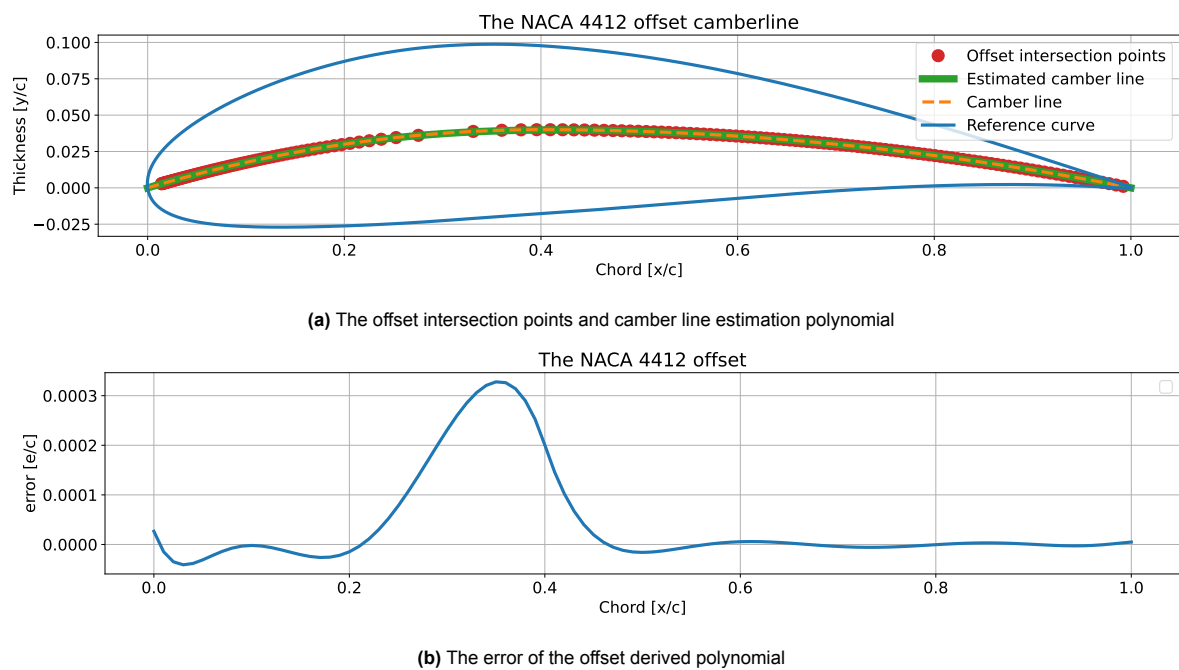 The NACA 4412 offset camberline
Thickness [y/c]
0.100
0.075
0.050
0.025
0.000
−0.025
Offset intersection points
Estimated camber line
Camber line
Reference curve
0.0 0.2 0.4 0.6 0.8 1.0
Chord [x/c]
(a) The offset intersection points and camber line estimation polynomial
The NACA 4412 offset
error [e/c]
0.0003
0.0002
0.0001
0.0000
0.0 0.2 0.4 0.6 0.8 1.0
Chord [x/c]
(b) The error of the offset derived polynomial